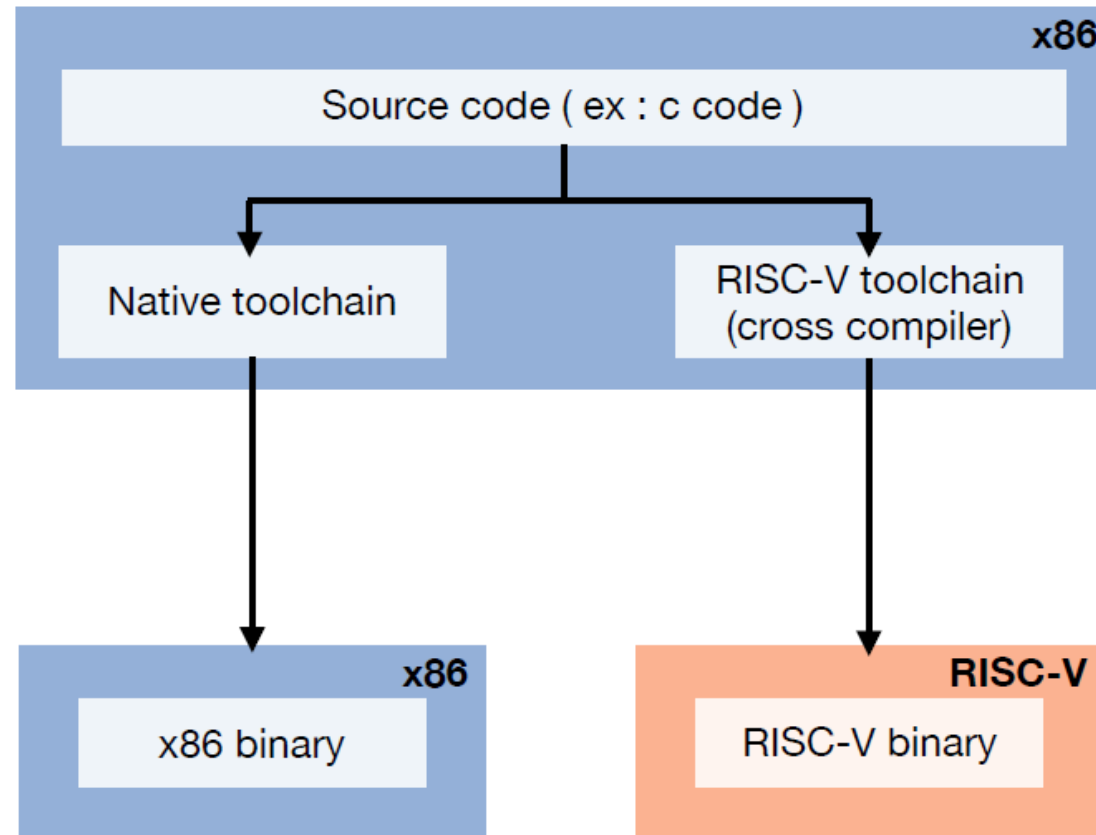 x86
Source code ( ex : c code )
Native toolchain
RISC-V toolchain
(cross compiler)
x86
x86 binary
RISC-V
RISC-V binary